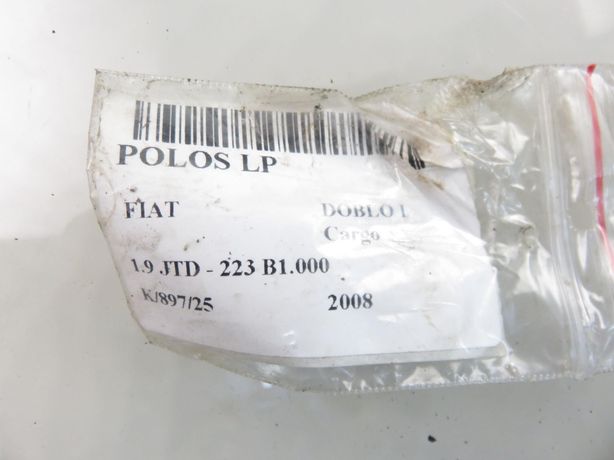 POLOS LP
FIAT DOBLO I
Cargo
1.9 JTD - 223 B1.000
K/897/25 2008